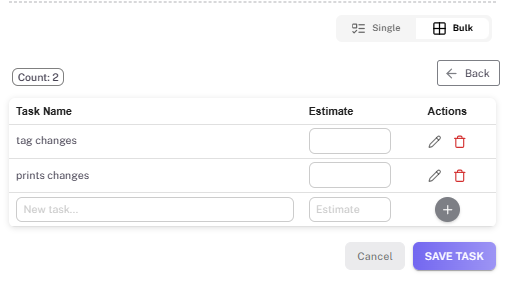 Single
Bulk
Count: 2
Back
Task Name Estimate Actions
tag changes
prints changes
New task... Estimate
Cancel SAVE TASK